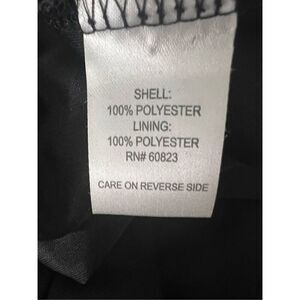 SHELL:
100% POLYESTER
LINING:
100% POLYESTER
RN# 60823
CARE ON REVERSE SIDE